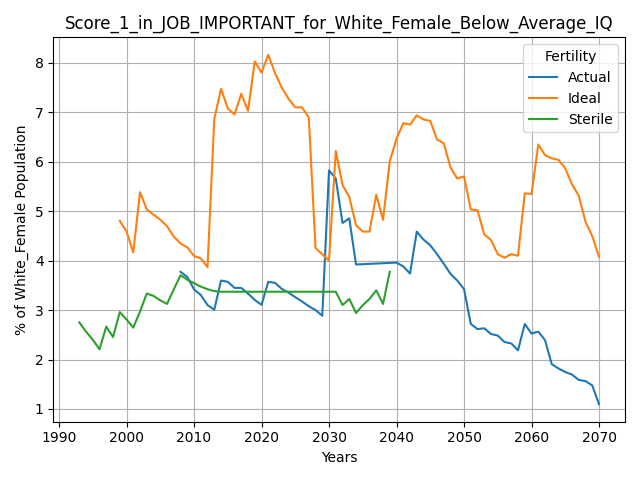 Score_1_in_JOB_IMPORTANT_for_White_Female_Below_Average_IQ
% of White_Female Population
8
7
6
5
4
3
2
1
Fertility
Actual
Ideal
Sterile
1990 2000 2010 2020 2030 2040 2050 2060 2070
Years